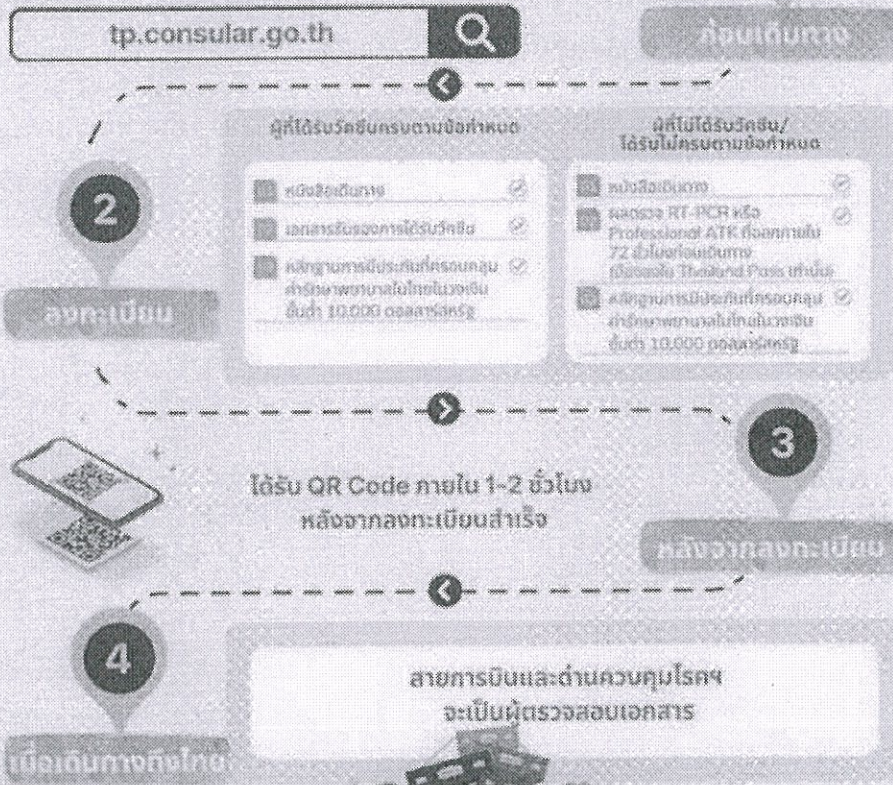 tp.consular.go.th
ก่อนเดินทาง
2
ลงทะเบียน
ผู้ที่ได้รับวัคซีนครบตามข้อกำหนด
หนังสือเดินทาง
เอกสารรับรองการได้รับวัคซีน
หลักฐานการมีประกันที่ครอบคลุม
ค่ารักษาพยาบาลในไทยในวงเงิน
ขั้นต่ำ 10,000 ดอลลาร์สหรัฐ
ผู้ที่ไม่ได้รับวัคซีน/
ได้รับไม่ครบตามข้อกำหนด
หนังสือเดินทาง
ผลตรวจ RT-PCR หรือ
Professional ATK ที่ออกภายใน
72 ชั่วโมงก่อนเดินทาง
Thailand Pass เท่านั้น
หลักฐานการมีประกันที่ครอบคลุม
ค่ารักษาพยาบาลในไทยในวงเงิน
ขั้นต่ำ 10,000 ดอลลาร์สหรัฐ
3
หลังจากลงทะเบียน
ได้รับ QR Code ภายใน 1-2 ชั่วโมง
หลังจากลงทะเบียนสำเร็จ
4
เมื่อเดินทางถึงไทย
สายการบินและด่านควบคุมโรคฯ
จะเป็นผู้ตรวจสอบเอกสาร